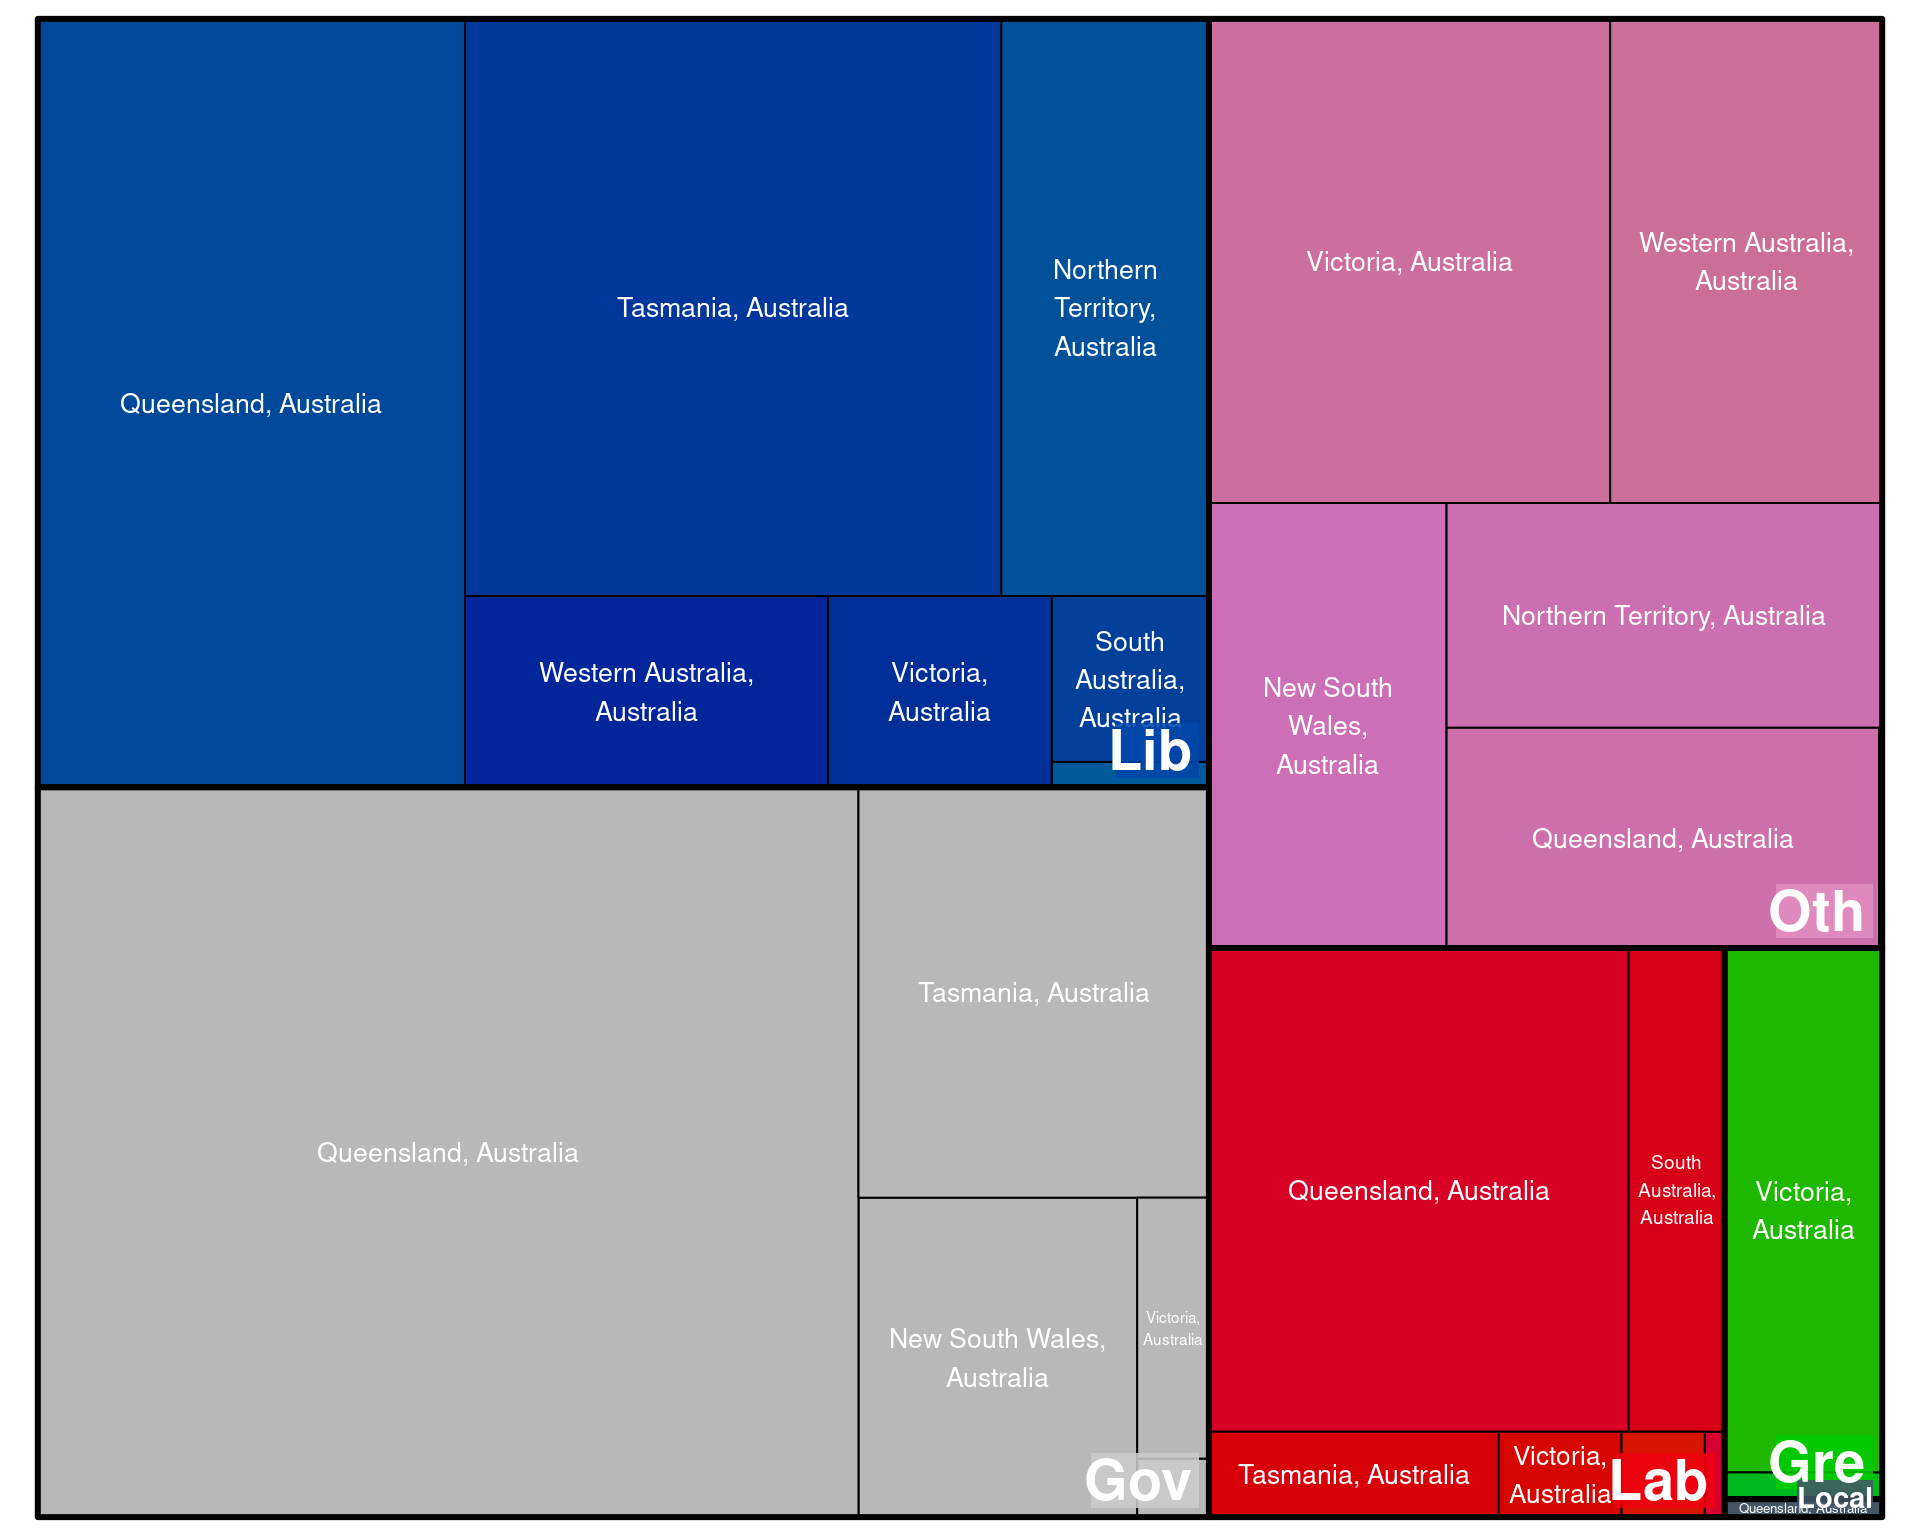 Queensland, Australia
Tasmania, Australia
Northern
Territory,
Australia
Western Australia,
Australia
Victoria,
Australia
South
Australia,
Australia
Lib
Victoria, Australia
Western Australia,
Australia
New South
Wales,
Australia
Northern Territory, Australia
Queensland, Australia
Oth
Queensland, Australia
Tasmania, Australia
New South Wales,
Australia
Victoria,
Australia
Gov
Queensland, Australia
South
Australia,
Australia
Tasmania, Australia
Victoria,
Australia
Lab
Victoria,
Australia
Gre
Queensland, Australia
Local